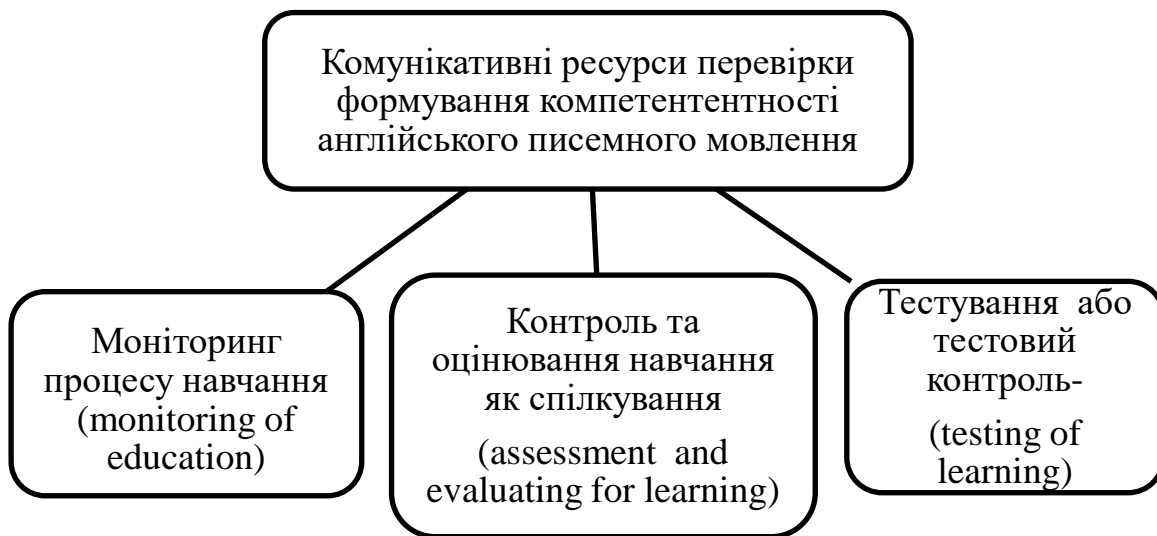 Комунікативні ресурси перевірки
формування компетентентності
англійського писемного мовлення
Моніторинг
процесу навчання
(monitoring of
education)
Контроль та
оцінювання навчання
як спілкування
(assessment and
evaluating for learning)
Тестування або
тестовий
контроль-
(testing of
learning)